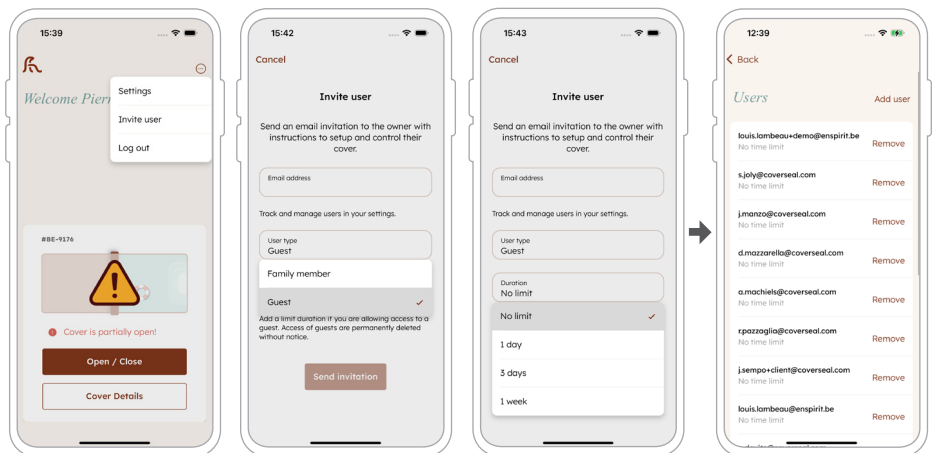 15:39
Welcome Pierr
Settings
Invite user
Log out
#BE-9176
Cover is partially open!
Open / Close
Cover Details
15:42
Cancel
Invite user
Send an email invitation to the owner with
instructions to setup and control their
cover.
Email address
Track and manage users in your settings.
User type
Guest
Family member
Guest
Add a limit duration if you are allowing access to a
guest. Access of guests are permanently deleted
without notice.
Send invitation
15:43
Cancel
Invite user
Send an email invitation to the owner with
instructions to setup and control their
cover.
Email address
Track and manage users in your settings.
User type
Guest
Duration
No limit
No limit
1 day
3 days
1 week
12:39
Back
Users
Add user
louis.lambeau+demo@enspirit.be
No time limit
Remove
s.joly@coverseal.com
No time limit
Remove
j.manzo@coverseal.com
No time limit
Remove
d.mazzarella@coverseal.com
No time limit
Remove
a.machiels@coverseal.com
No time limit
Remove
r.pazzaglia@coverseal.com
No time limit
Remove
j.sempo+client@coverseal.com
No time limit
Remove
louis.lambeau@enspirit.be
No time limit
Remove